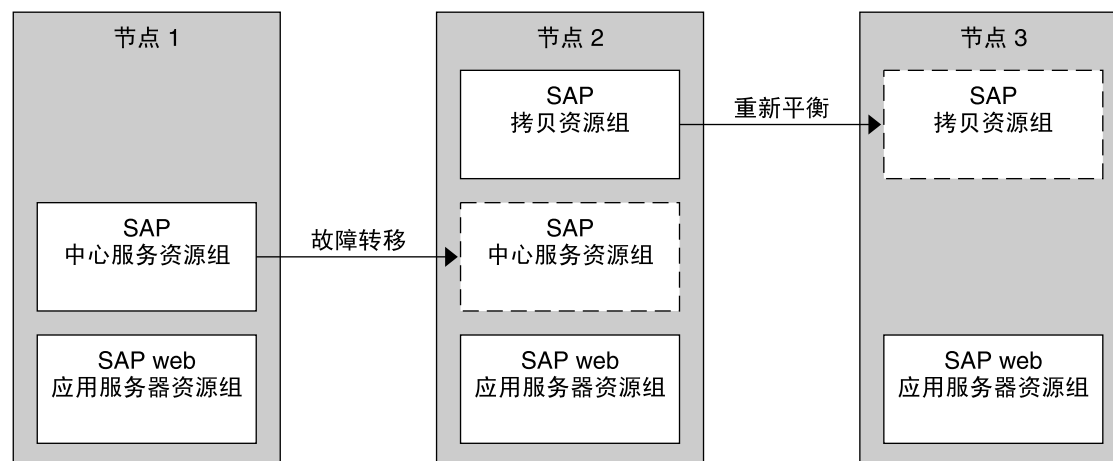 节点 1
节点 2
节点 3
SAP
拷贝资源组
重新平衡
SAP
拷贝资源组
SAP
中心服务资源组
故障转移
SAP
中心服务资源组
SAP web
应用服务器资源组
SAP web
应用服务器资源组
SAP web
应用服务器资源组